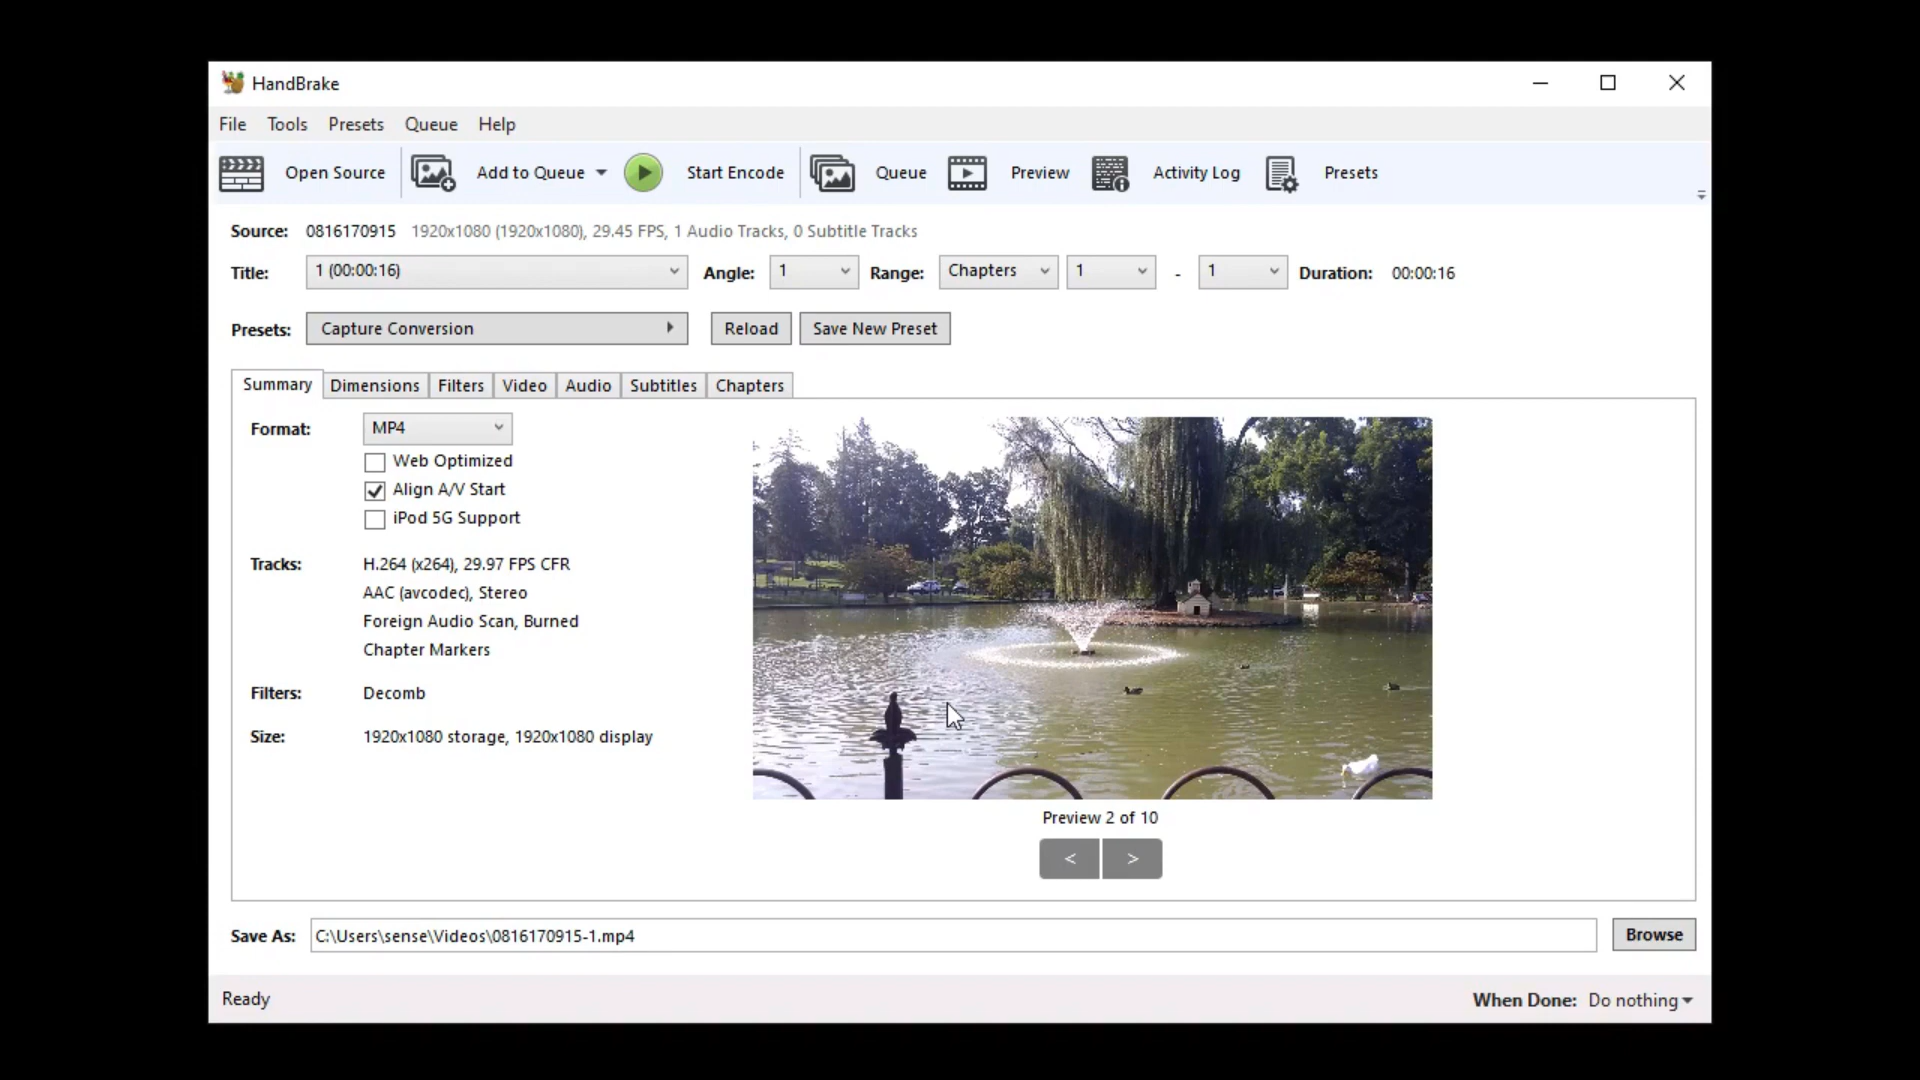 HandBrake
File Tools Presets Queue Help
Open Source Add to Queue Start Encode Queue Preview Activity Log Presets
Source: 0816170915 1920x1080 (1920x1080), 29.45 FPS, 1 Audio Tracks, 0 Subtitle Tracks
Title: 1 (00:00:16) Angle: 1 Range: Chapters 1 - 1 Duration: 00:00:16
Presets: Capture Conversion Reload Save New Preset
Summary Dimensions Filters Video Audio Subtitles Chapters
Format: MP4
Web Optimized
Align A/V Start
iPod 5G Support
Tracks: H.264 (x264), 29.97 FPS CFR
AAC (avcodec), Stereo
Foreign Audio Scan, Burned
Chapter Markers
Filters: Decomb
Size: 1920x1080 storage, 1920x1080 display
Preview 2 of 10
< >
Save As: C:\Users\sense\Videos\0816170915-1.mp4 Browse
Ready When Done: Do nothing